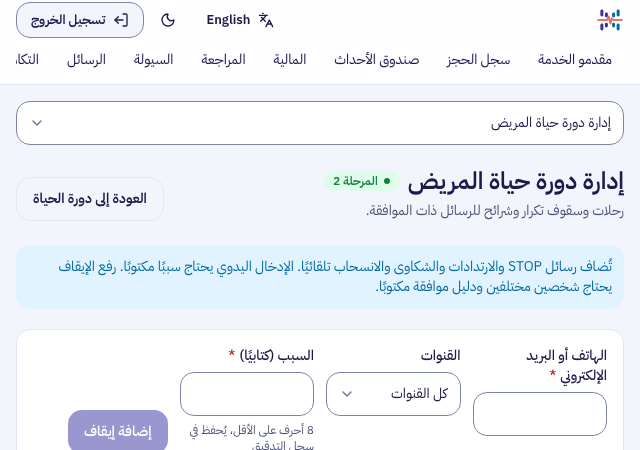 English
تسجيل الخروج
مقدمو الخدمة
سجل الحجز
صندوق الأحداث
المالية
المراجعة
السيولة
الرسائل
إدارة دورة حياة المريض
إدارة دورة حياة المريض
المرحلة 2
العودة إلى دورة الحياة
رحلات وسقوف تكرار وشرائح للرسائل ذات الموافقة.
تُضاف رسائل STOP والارتدادات والشكاوى والانسحاب تلقائيًا. الإدخال اليدوي يحتاج سببًا مكتوبًا. رفع الإيقاف
يحتاج شخصين مختلفين ودليل موافقة مكتوبًا.
الهاتف أو البريد
الإلكتروني *
القنوات
كل القنوات
السبب (كتابيًا) *
8 أحرف على الأقل، يُحفظ في
سجل التدقيق
إضافة إيقاف